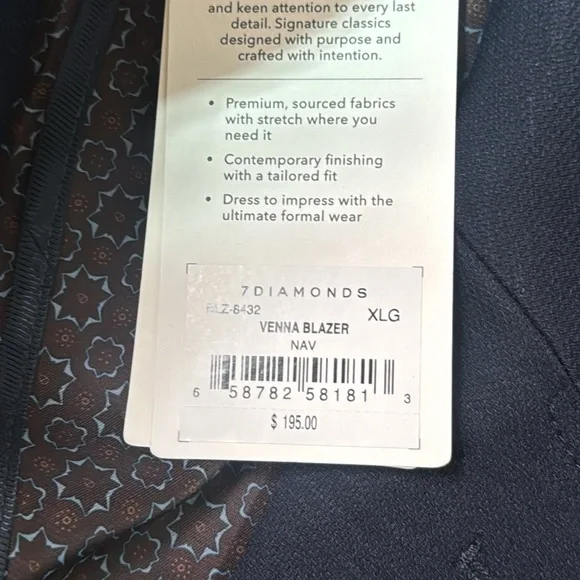 and keen attention to every last
detail. Signature classics
designed with purpose and
crafted with intention.
• Premium, sourced fabrics
with stretch where you
need it
• Contemporary finishing
with a tailored fit
• Dress to impress with the
ultimate formal wear
7DIAMONDS
BLZ-6432
XLG
VENNA BLAZER
NAV
6 58782 58181 3
$ 195.00